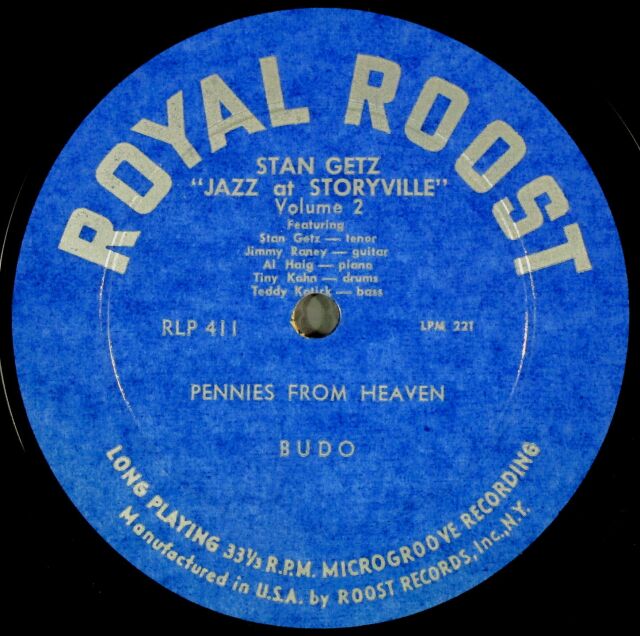 ROYAL ROOST
STAN GETZ
"JAZZ at STORYVILLE"
Volume 2
Featuring
Stan Getz — tenor
Jimmy Raney — guitar
Al Haig — piano
Tiny Kahn — drums
Teddy Kotick — bass
RLP 411
LPM 221
PENNIES FROM HEAVEN
BUDO
LONG PLAYING 33⅓ R.P.M. MICROGROOVE RECORDING
Manufactured in U.S.A. by ROOST RECORDS, Inc., N.Y.